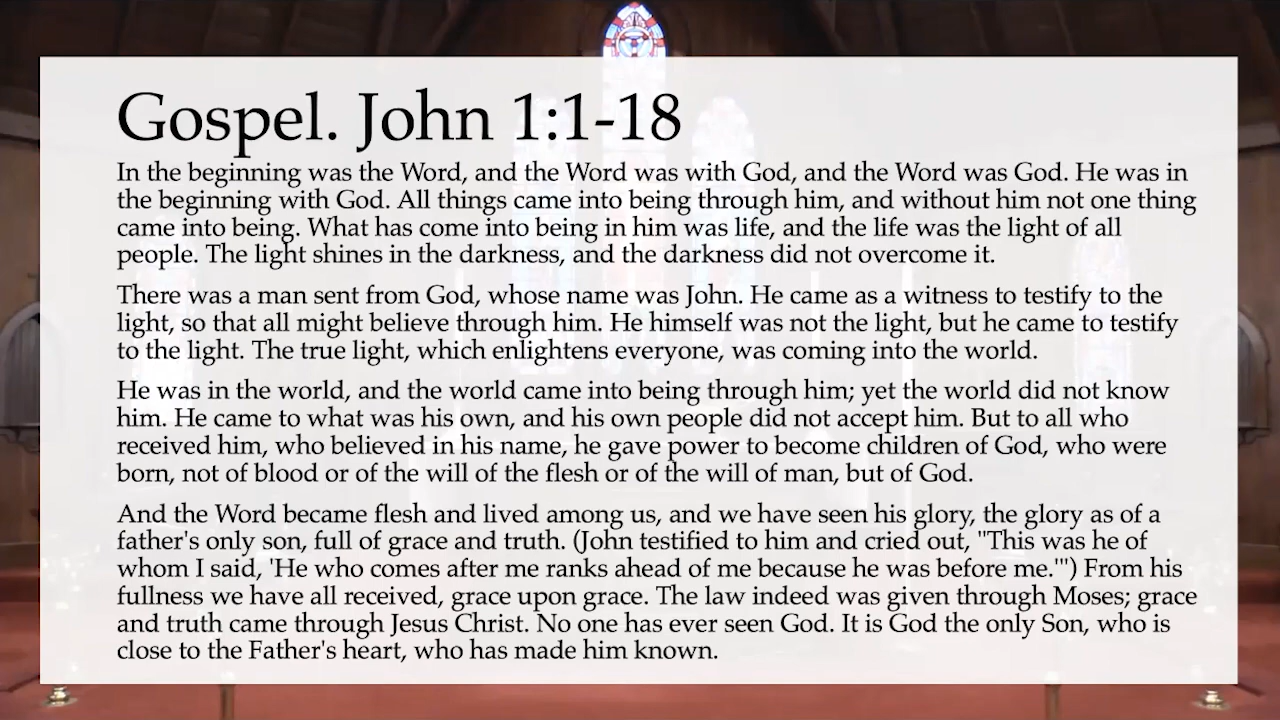 Gospel. John 1:1-18
In the beginning was the Word, and the Word was with God, and the Word was God. He was in
the beginning with God. All things came into being through him, and without him not one thing
came into being. What has come into being in him was life, and the life was the light of all
people. The light shines in the darkness, and the darkness did not overcome it.
There was a man sent from God, whose name was John. He came as a witness to testify to the
light, so that all might believe through him. He himself was not the light, but he came to testify
to the light. The true light, which enlightens everyone, was coming into the world.
He was in the world, and the world came into being through him; yet the world did not know
him. He came to what was his own, and his own people did not accept him. But to all who
received him, who believed in his name, he gave power to become children of God, who were
born, not of blood or of the will of the flesh or of the will of man, but of God.
And the Word became flesh and lived among us, and we have seen his glory, the glory as of a
father's only son, full of grace and truth. (John testified to him and cried out, "This was he of
whom I said, 'He who comes after me ranks ahead of me because he was before me.'") From his
fullness we have all received, grace upon grace. The law indeed was given through Moses; grace
and truth came through Jesus Christ. No one has ever seen God. It is God the only Son, who is
close to the Father's heart, who has made him known.